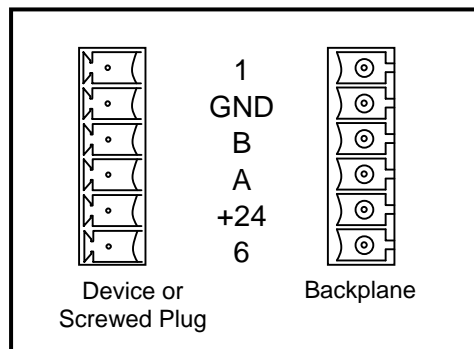 1
GND
B
A
+24
6
Device or
Screwed Plug
Backplane